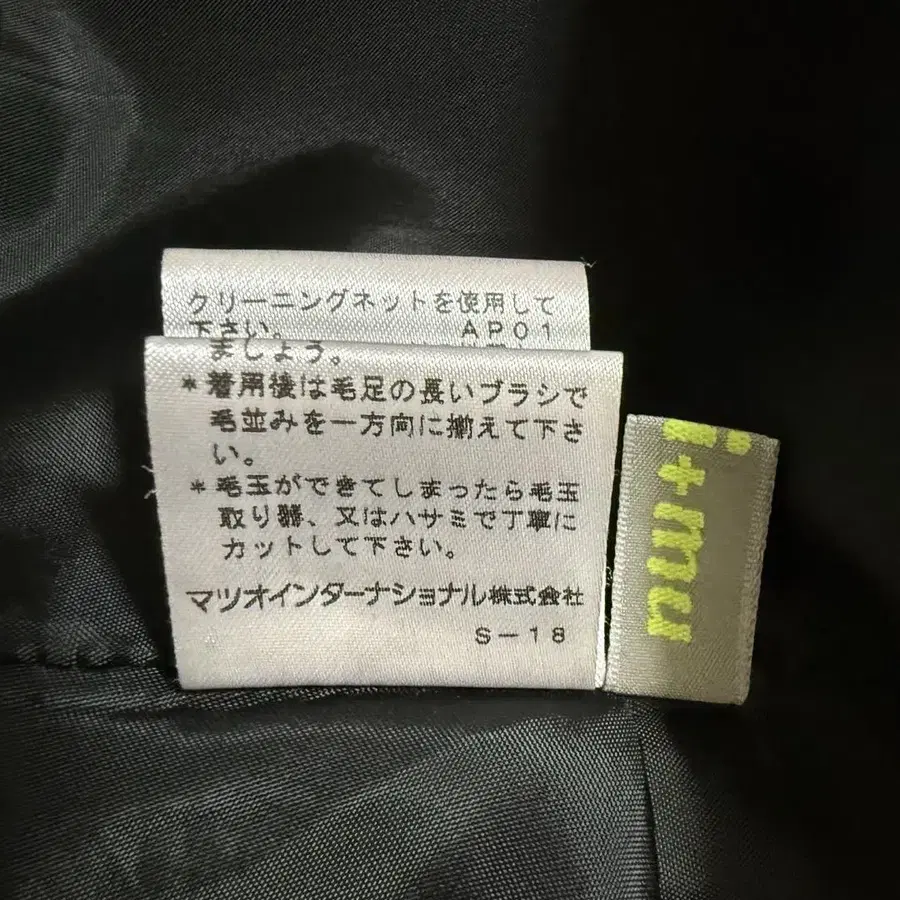 クリーニングネットを使用して
下さい。 AP01
ましょう。
*着用後は毛足の長いブラシで
毛並みを一方向に揃えて下さ
い。
*毛玉ができてしまったら毛玉
取り器、又はハサミで丁寧に
カットして下さい。
マツオインターナショナル株式会社
S-18
i+mu